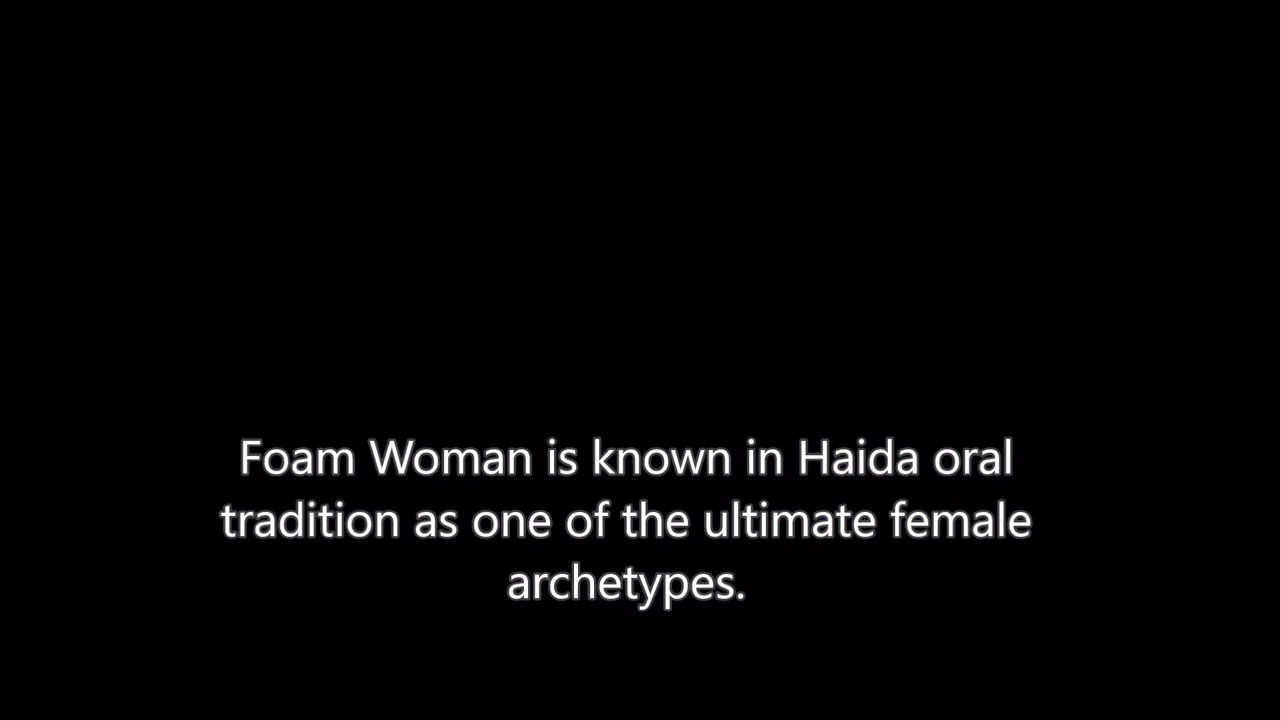 Foam Woman is known in Haida oral
tradition as one of the ultimate female
archetypes.